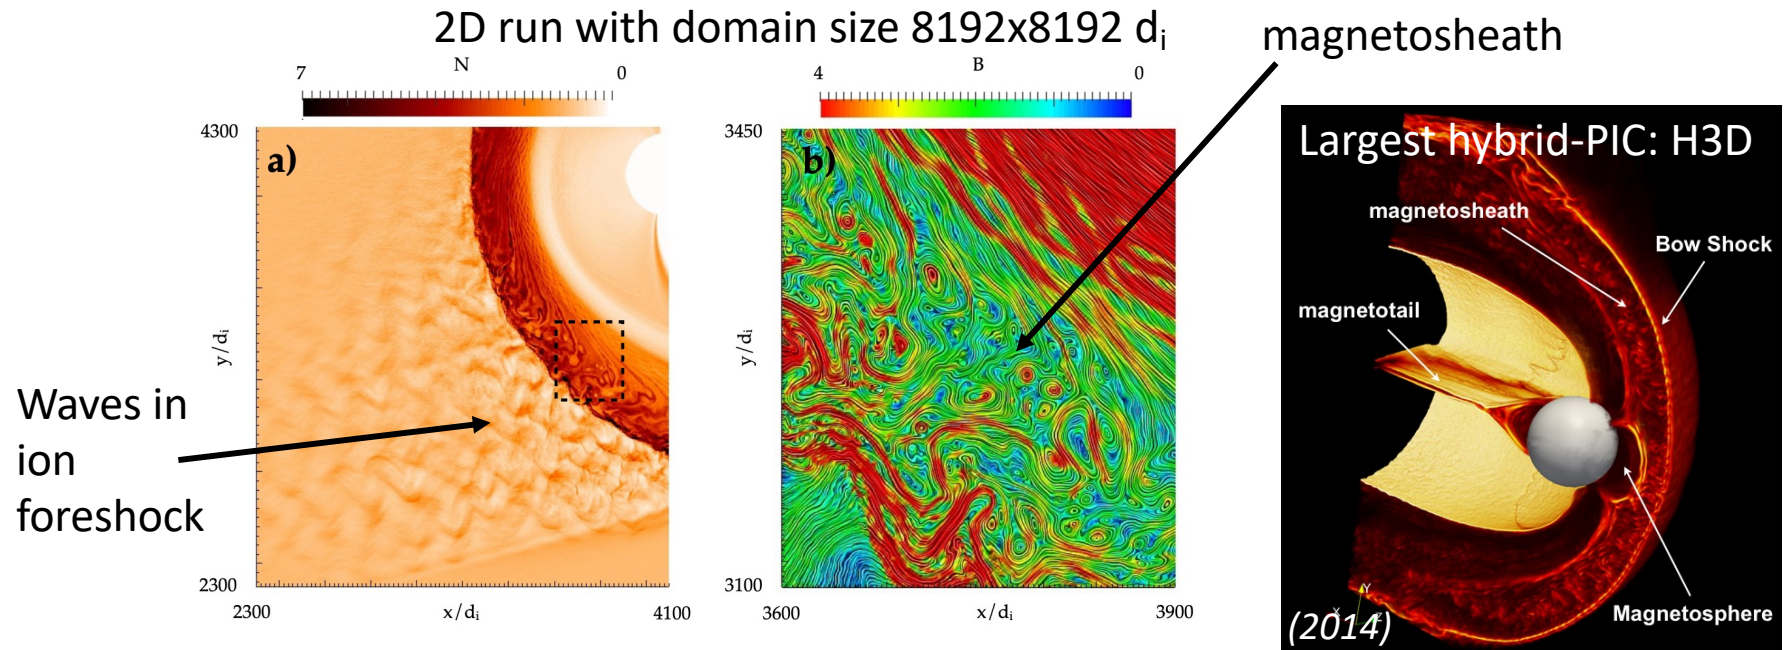 2D run with domain size 8192x8192 dᵢ
magnetosheath
7
N
0
4
B
0
4300
a)
y/dᵢ
2300
2300
x/dᵢ
4100
3450
b)
y/dᵢ
3100
3600
x/dᵢ
3900
Waves in
ion
foreshock
Largest hybrid-PIC: H3D
magnetosheath
Bow Shock
magnetotail
Magnetosphere
Y
X
Z
(2014)